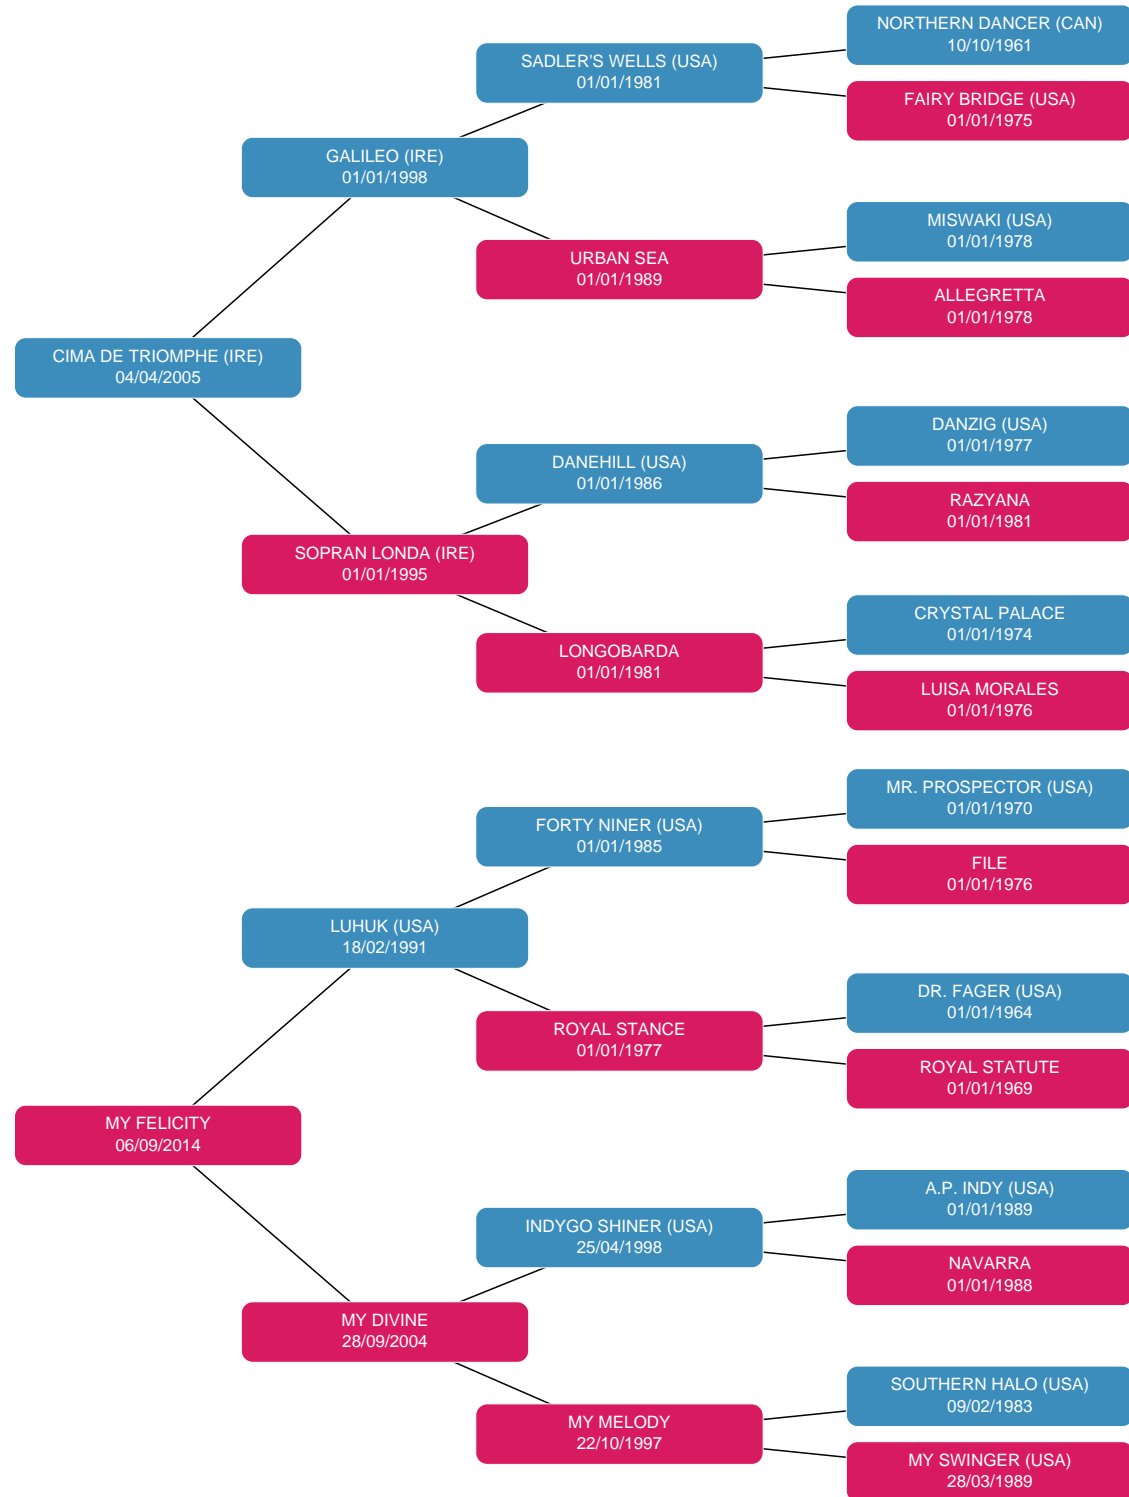 NORTHERN DANCER (CAN)
10/10/1961
SADLER'S WELLS (USA)
01/01/1981
FAIRY BRIDGE (USA)
01/01/1975
GALILEO (IRE)
01/01/1998
MISWAKI (USA)
01/01/1978
URBAN SEA
01/01/1989
ALLEGRETTA
01/01/1978
CIMA DE TRIOMPHE (IRE)
04/04/2005
DANZIG (USA)
01/01/1977
DANEHILL (USA)
01/01/1986
RAZYANA
01/01/1981
SOPRAN LONDA (IRE)
01/01/1995
CRYSTAL PALACE
01/01/1974
LONGOBARDA
01/01/1981
LUISA MORALES
01/01/1976
MR. PROSPECTOR (USA)
01/01/1970
FORTY NINER (USA)
01/01/1985
FILE
01/01/1976
LUHUK (USA)
18/02/1991
DR. FAGER (USA)
01/01/1964
ROYAL STANCE
01/01/1977
ROYAL STATUTE
01/01/1969
MY FELICITY
06/09/2014
A.P. INDY (USA)
01/01/1989
INDYGO SHINER (USA)
25/04/1998
NAVARRA
01/01/1988
MY DIVINE
28/09/2004
SOUTHERN HALO (USA)
09/02/1983
MY MELODY
22/10/1997
MY SWINGER (USA)
28/03/1989